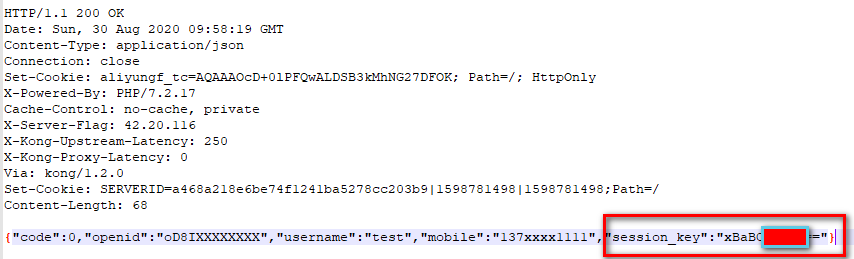 HTTP/1.1 200 OK
Date: Sun, 30 Aug 2020 09:58:19 GMT
Content-Type: application/json
Connection: close
Set-Cookie: aliyungf_tc=AQAAAOcD+0lPFQwALDSB3kMhNG27DFOK; Path=/; HttpOnly
X-Powered-By: PHP/7.2.17
Cache-Control: no-cache, private
X-Server-Flag: 42.20.116
X-Kong-Upstream-Latency: 250
X-Kong-Proxy-Latency: 0
Via: kong/1.2.0
Set-Cookie: SERVERID=a468a218e6be74f1241ba5278cc203b9|1598781498|1598781498;Path=/
Content-Length: 68
{"code":0,"openid":"oD8IXXXXXXXX","username":"test","mobile":"137xxxx1111","session_key":"xBaB =="}